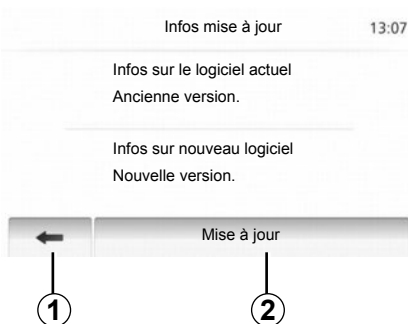 Infos mise à jour 13:07
Infos sur le logiciel actuel
Ancienne version.
Infos sur nouveau logiciel
Nouvelle version.
Mise à jour
1 2